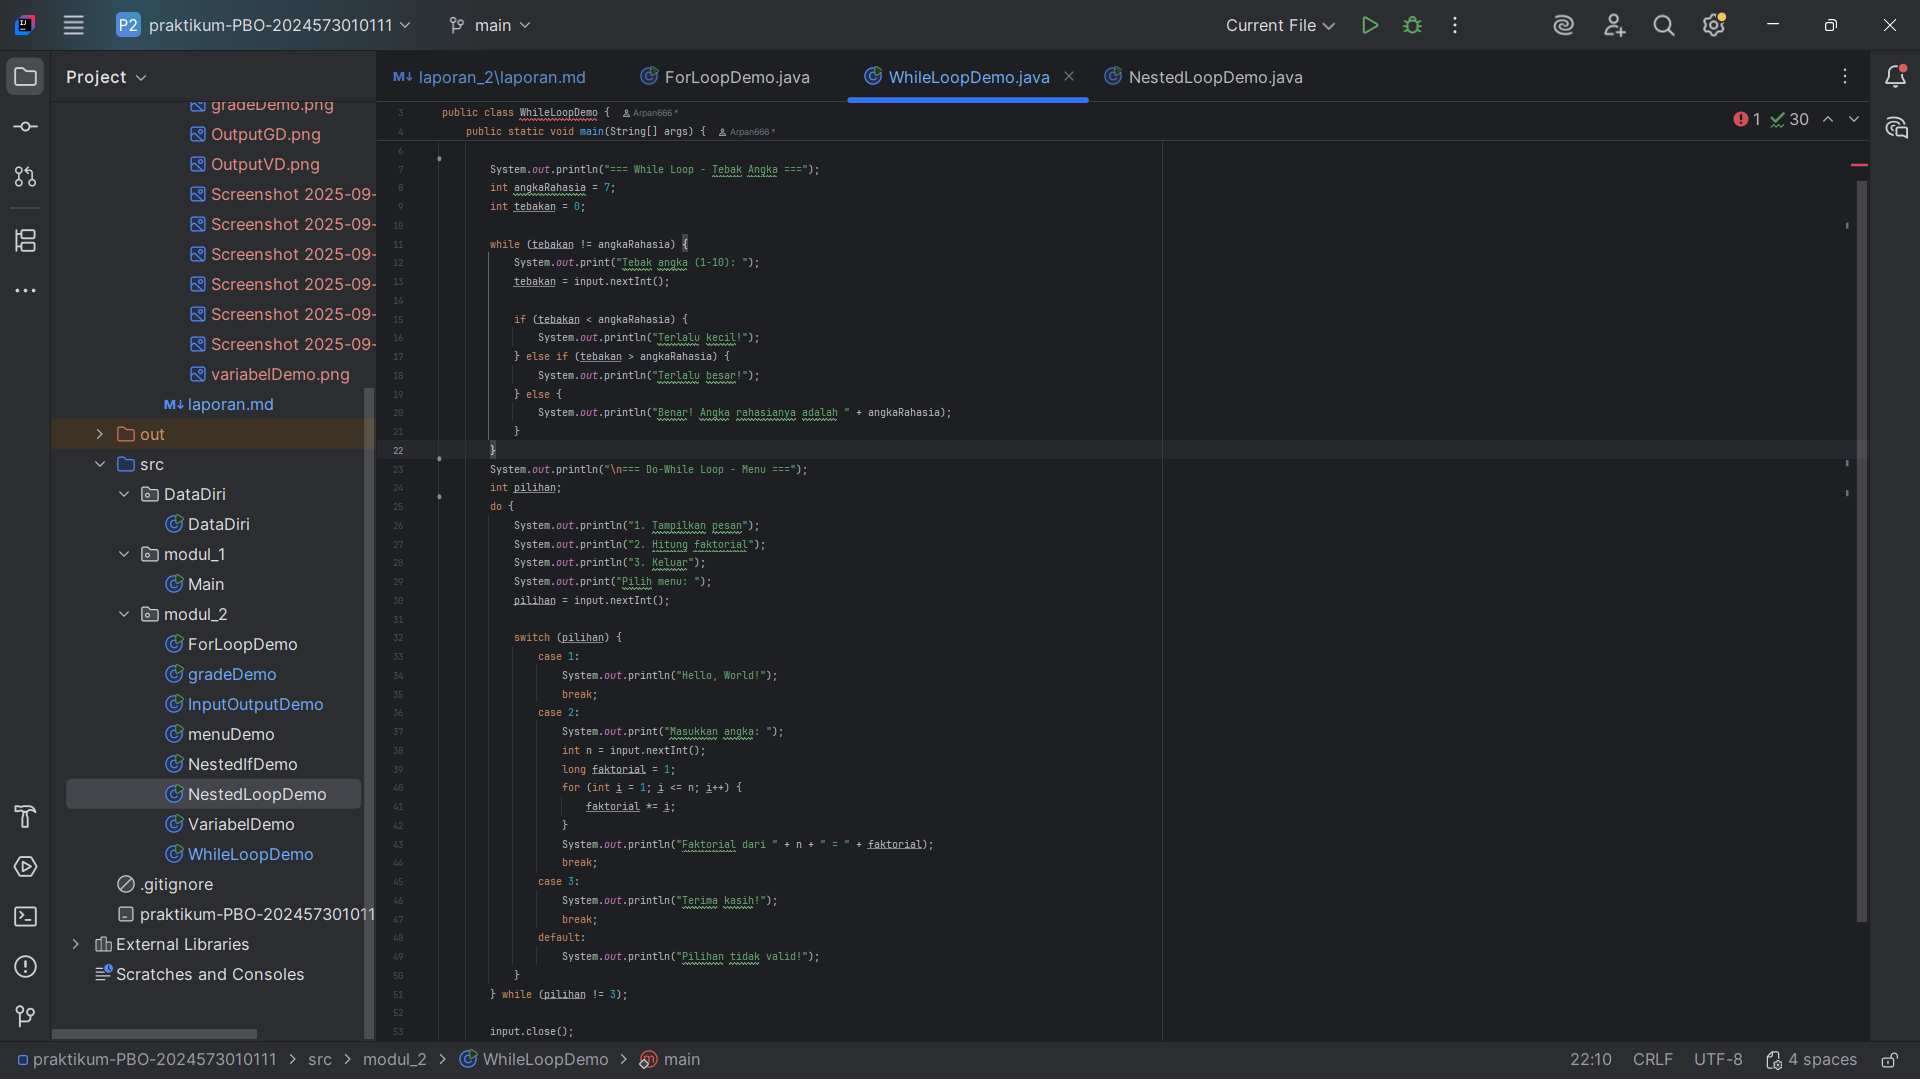 P2 praktikum-PBO-2024573010111 main Current File
Project
laporan_2\laporan.md ForLoopDemo.java WhileLoopDemo.java NestedLoopDemo.java
gradeDemo.png
OutputGD.png
OutputVD.png
Screenshot 2025-09-
Screenshot 2025-09-
Screenshot 2025-09-
Screenshot 2025-09-
Screenshot 2025-09-
Screenshot 2025-09-
variabelDemo.png
M↓ laporan.md
out
src
DataDiri
DataDiri
modul_1
Main
modul_2
ForLoopDemo
gradeDemo
InputOutputDemo
menuDemo
NestedIfDemo
NestedLoopDemo
VariabelDemo
WhileLoopDemo
.gitignore
praktikum-PBO-20245730101
External Libraries
Scratches and Consoles
1 30
3 public class WhileLoopDemo { Arpan666 *
4 public static void main(String[] args) { Arpan666 *
6
7 System.out.println("=== While Loop - Tebak Angka ===");
8 int angkaRahasia = 7;
9 int tebakan = 0;
10
11 while (tebakan != angkaRahasia) {
12 System.out.print("Tebak angka (1-10): ");
13 tebakan = input.nextInt();
14
15 if (tebakan < angkaRahasia) {
16 System.out.println("Terlalu kecil!");
17 } else if (tebakan > angkaRahasia) {
18 System.out.println("Terlalu besar!");
19 } else {
20 System.out.println("Benar! Angka rahasianya adalah " + angkaRahasia);
21 }
22 }
23 System.out.println("\n=== Do-While Loop - Menu ===");
24 int pilihan;
25 do {
26 System.out.println("1. Tampilkan pesan");
27 System.out.println("2. Hitung faktorial");
28 System.out.println("3. Keluar");
29 System.out.print("Pilih menu: ");
30 pilihan = input.nextInt();
31
32 switch (pilihan) {
33 case 1:
34 System.out.println("Hello, World!");
35 break;
36 case 2:
37 System.out.print("Masukkan angka: ");
38 int n = input.nextInt();
39 long faktorial = 1;
40 for (int i = 1; i <= n; i++) {
41 faktorial *= i;
42 }
43 System.out.println("Faktorial dari " + n + " = " + faktorial);
44 break;
45 case 3:
46 System.out.println("Terima kasih!");
47 break;
48 default:
49 System.out.println("Pilihan tidak valid!");
50 }
51 } while (pilihan != 3);
52
53 input.close();
praktikum-PBO-2024573010111 > src > modul_2 > WhileLoopDemo > main 22:10 CRLF UTF-8 4 spaces